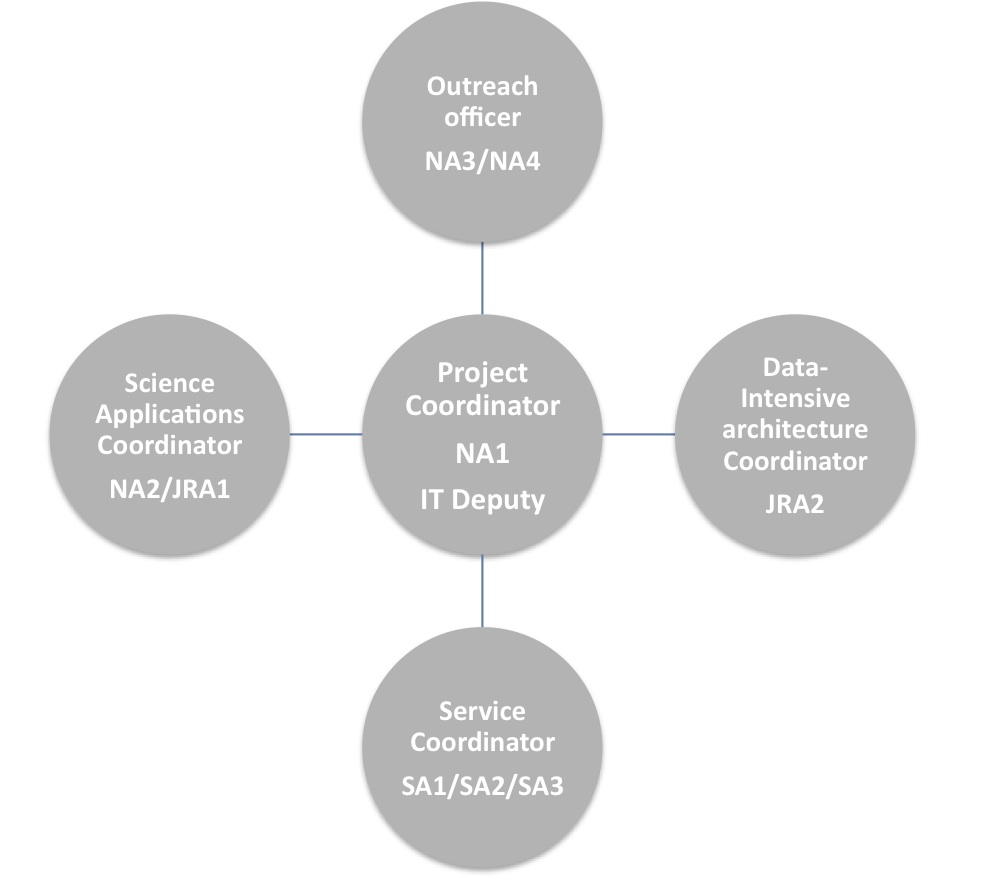 Outreach
officer
NA3/NA4
Science
Applications
Coordinator
NA2/JRA1
Project
Coordinator
NA1
IT Deputy
Data-
Intensive
architecture
Coordinator
JRA2
Service
Coordinator
SA1/SA2/SA3